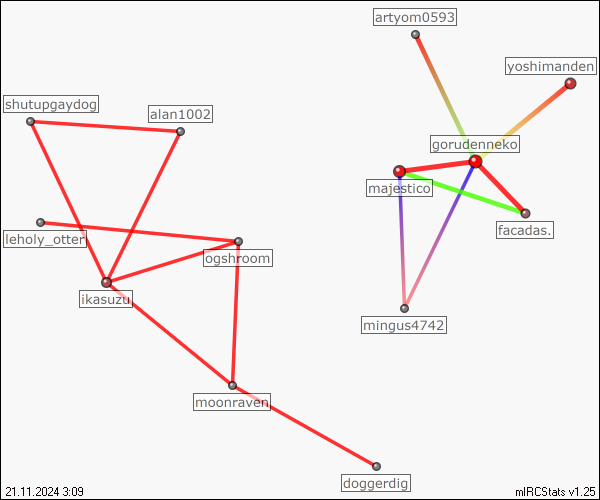 artyom0593
yoshimanden
shutupgaydog
alan1002
gorudenneko
majestico
facadas.
leholy_otterl
ogshroom
ikasuzu
mingus4742
moonraven
doggerdig
21.11.2024 3:09
mIRCStats v1.25